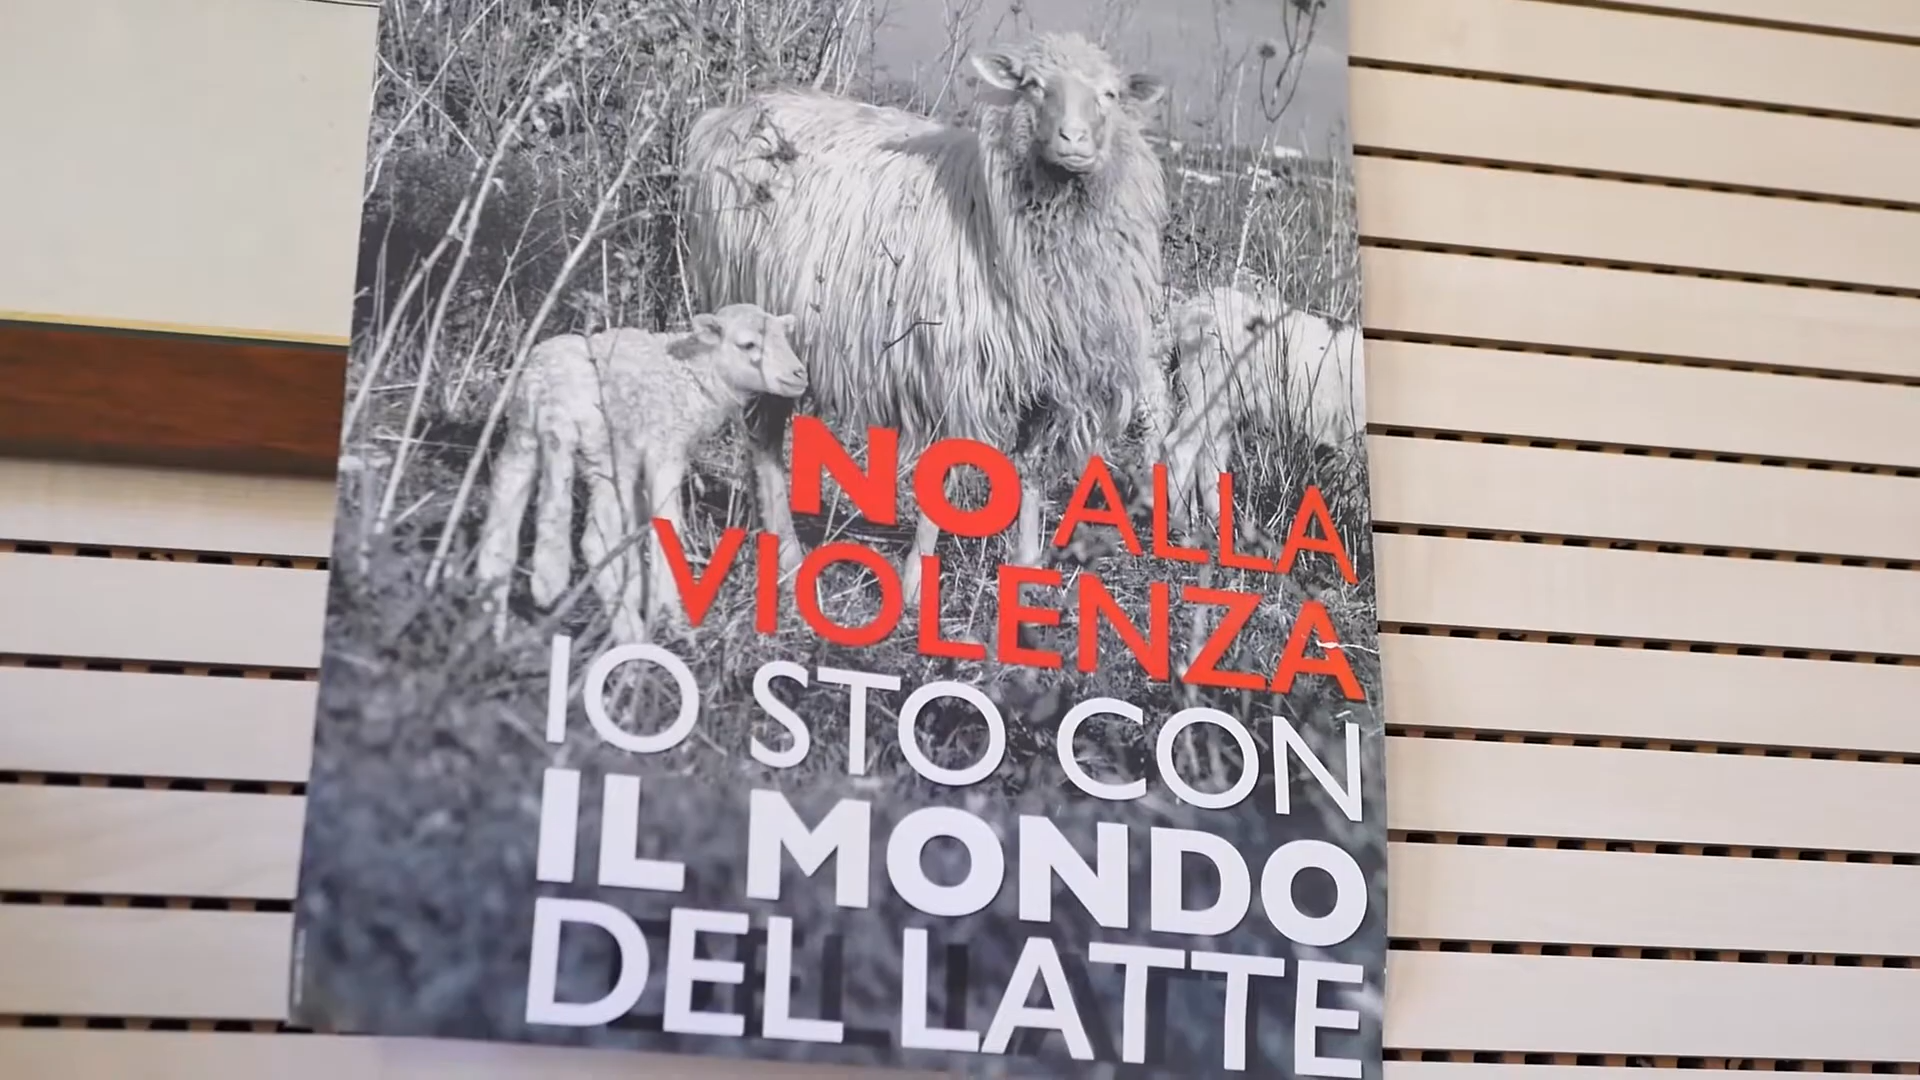 NO ALLA
VIOLENZA
IO STO CON
IL MONDO
DEL LATTE